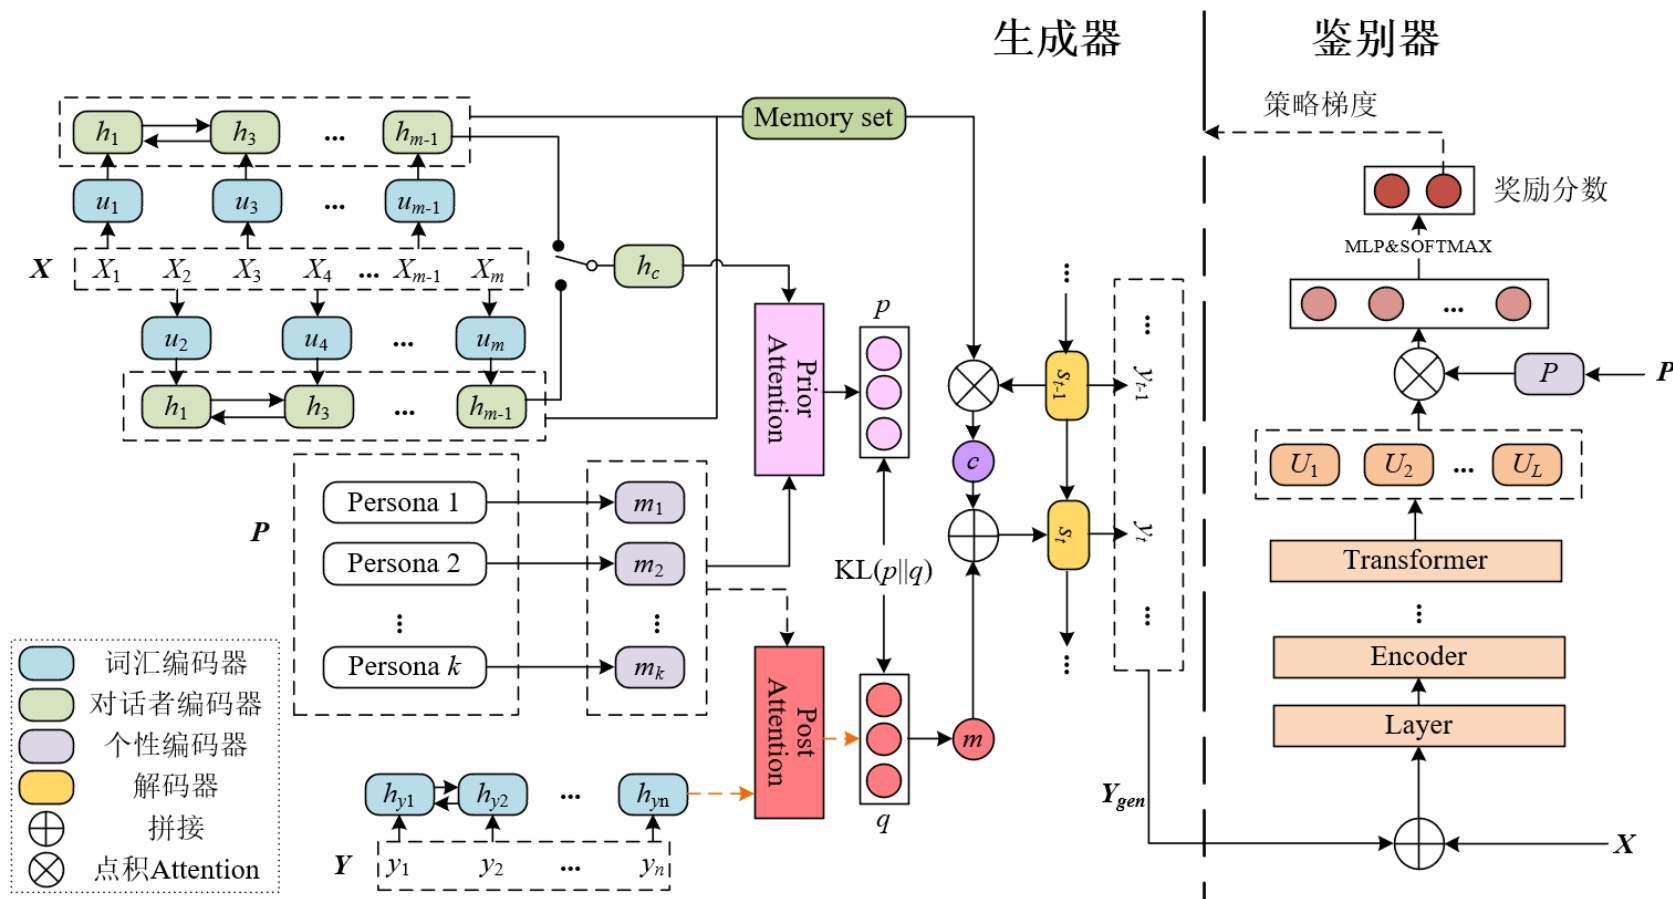 生成器
鉴别器
策略梯度
奖励分数
MLP&SOFTMAX
h1 h3 ... hm-1
Memory set
u1 u3 ... um-1
X X1 X2 X3 X4 ... Xm-1 Xm
hc
u2 u4 ... um
h1 h3 ... hm-1
Prior Attention
p
...
st-1
yt-1
c
st
yt
...
P
Persona 1
Persona 2
...
Persona k
m1
m2
...
mk
KL(p||q)
Post Attention
q
m
hy1 hy2 ... hyn
Y y1 y2 ... yn
Ygen
...
P P
U1 U2 ... UL
Transformer
...
Encoder
Layer
X
词汇编码器
对话者编码器
个性编码器
解码器
拼接
点积Attention